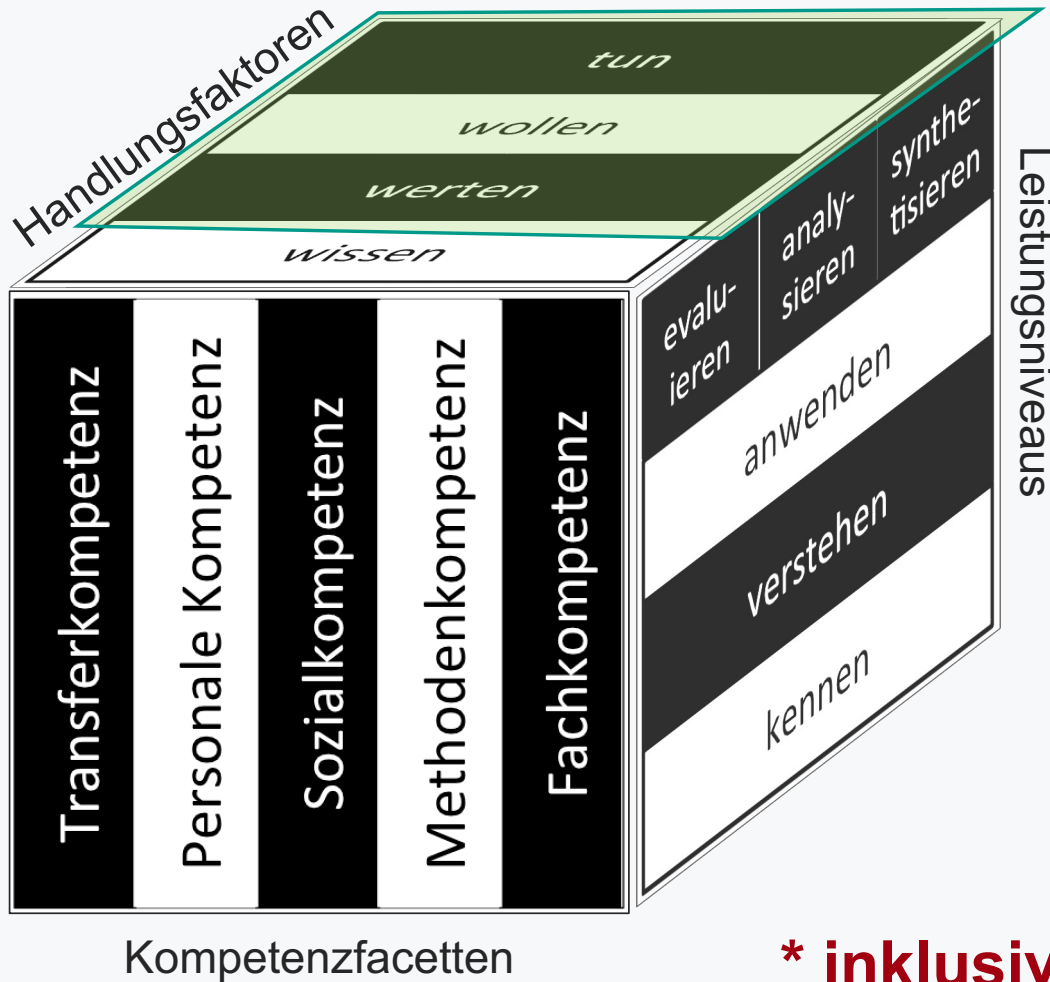 Handlungsfaktoren
tun
wollen
werten
wissen
Leistungsniveaus
synthe-
tisieren
analy-
sieren
evalu-
ieren
anwenden
verstehen
kennen
Transferkompetenz
Personale Kompetenz
Sozialkompetenz
Methodenkompetenz
Fachkompetenz
Kompetenzfacetten
* inklusiv